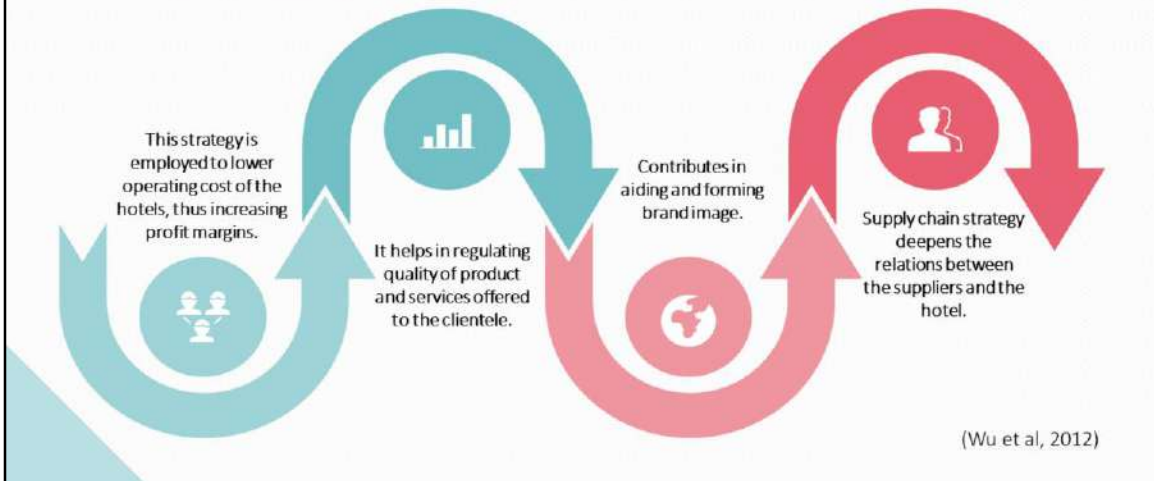 This strategy is
employed to lower
operating cost of the
hotels, thus increasing
profit margins.
It helps in regulating
quality of product
and services offered
to the clientele.
Contributes in
aiding and forming
brand image.
Supply chain strategy
deepens the
relations between
the suppliers and the
hotel.
(Wu et al, 2012)